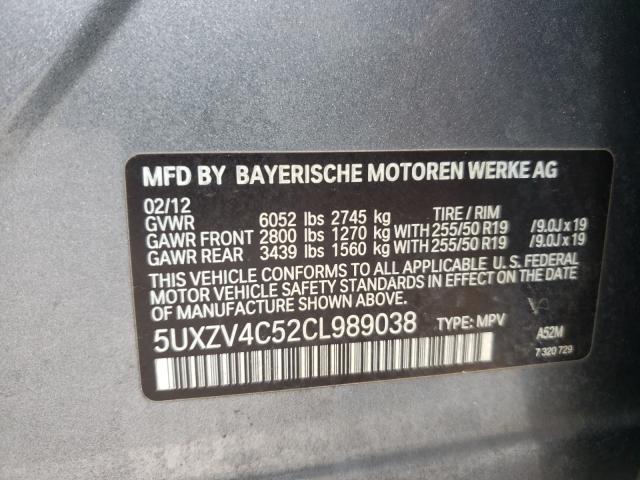 MFD BY BAYERISCHE MOTOREN WERKE AG
02/12
GVWR 6052 lbs 2745 kg TIRE / RIM
GAWR FRONT 2800 lbs 1270 kg WITH 255/50 R19 /9.0J x 19
GAWR REAR 3439 lbs 1560 kg WITH 255/50 R19 /9.0J x 19
THIS VEHICLE CONFORMS TO ALL APPLICABLE U. S. FEDERAL
MOTOR VEHICLE SAFETY STANDARDS IN EFFECT ON THE DATE
OF MANUFACTURE SHOWN ABOVE.
5UXZV4C52CL989038 TYPE: MPV A52M
7 320 729